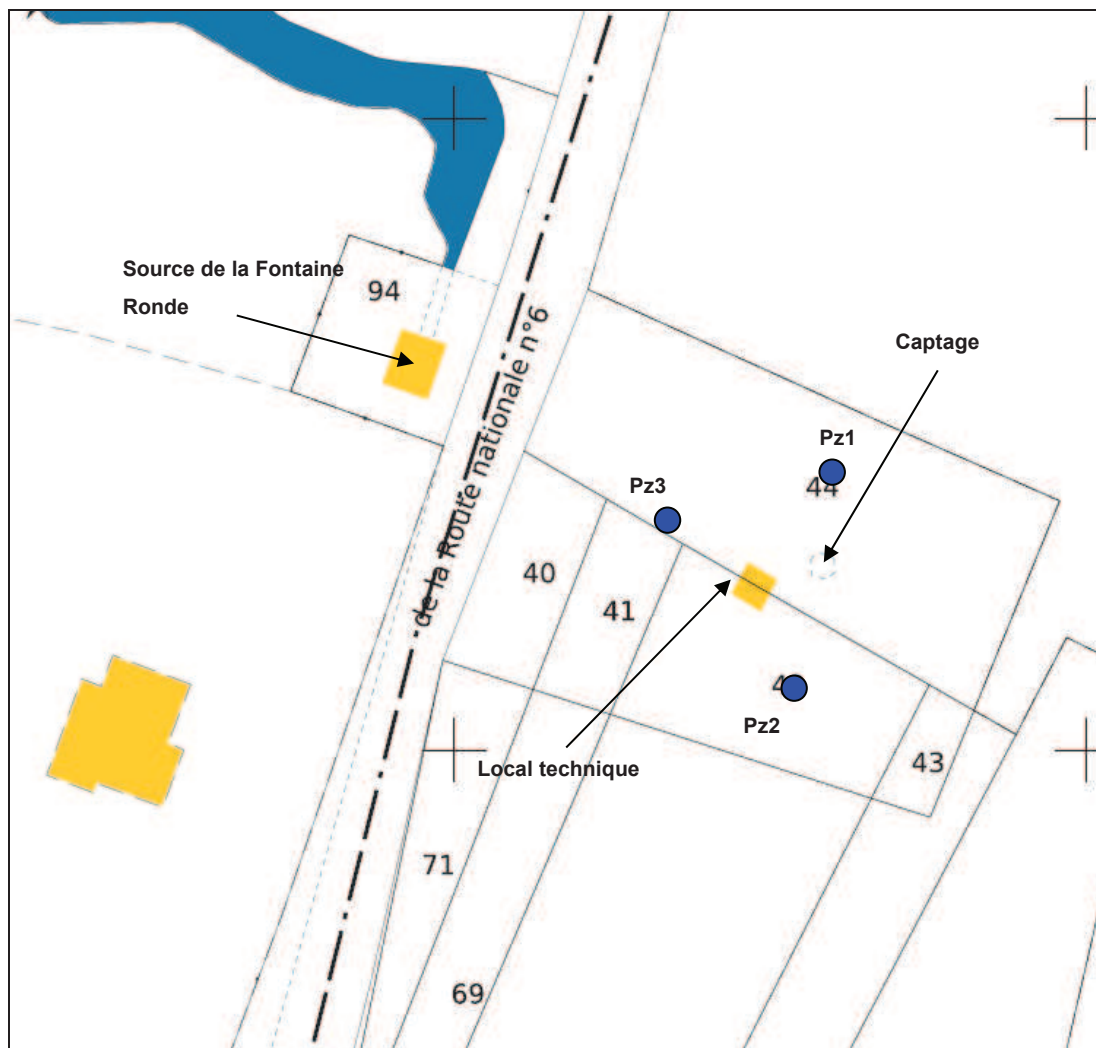 Source de la Fontaine
Ronde
94
de la Route nationale n°6
Captage
Pz1
44
Pz3
40
41
Pz2
Local technique
43
71
69